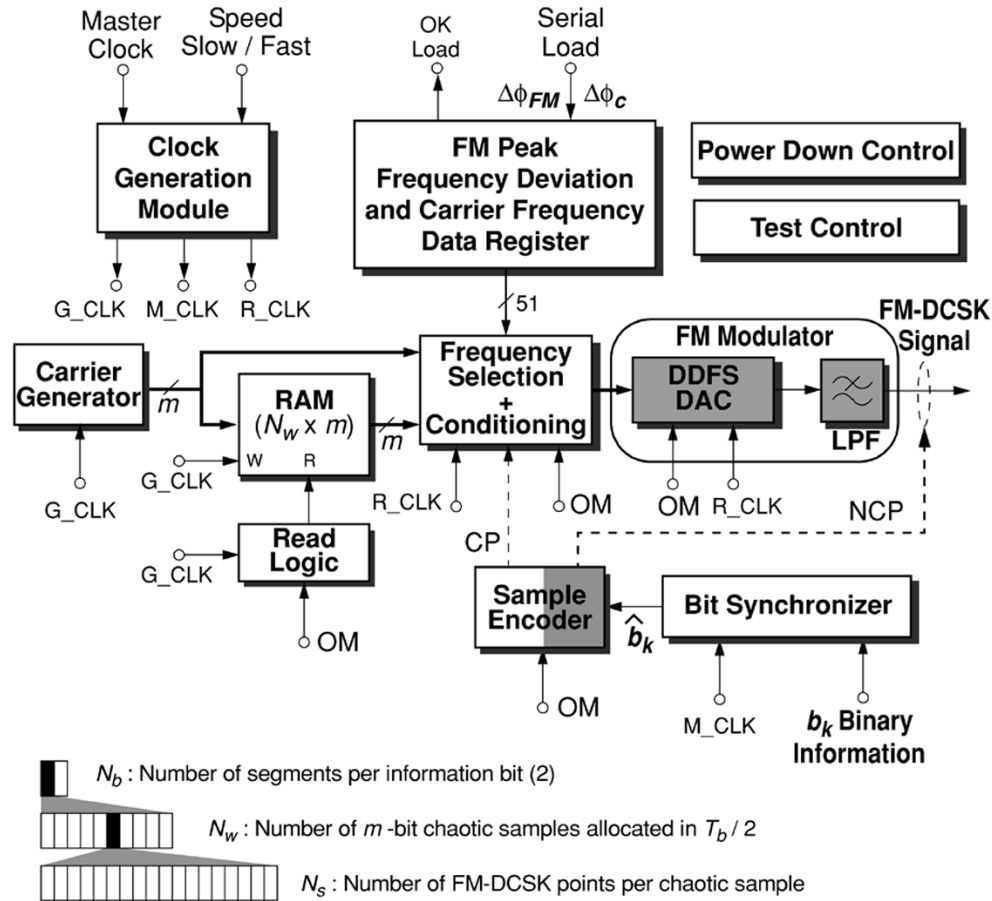 Master
Clock
Speed
Slow / Fast
OK
Load
Serial
Load
ΔϕFM
Δϕc
Clock
Generation
Module
FM Peak
Frequency Deviation
and Carrier Frequency
Data Register
Power Down Control
Test Control
G_CLK
M_CLK
R_CLK
51
FM-DCSK
Signal
Carrier
Generator
m
G_CLK
RAM
(Nw x m)
W
R
G_CLK
m
Frequency
Selection
+
Conditioning
FM Modulator
DDFS
DAC
LPF
R_CLK
OM
OM
R_CLK
NCP
CP
Read
Logic
G_CLK
OM
Sample
Encoder
b̂k
Bit Synchronizer
OM
M_CLK
bk Binary
Information
Nb : Number of segments per information bit (2)
Nw : Number of m -bit chaotic samples allocated in Tb / 2
Ns : Number of FM-DCSK points per chaotic sample